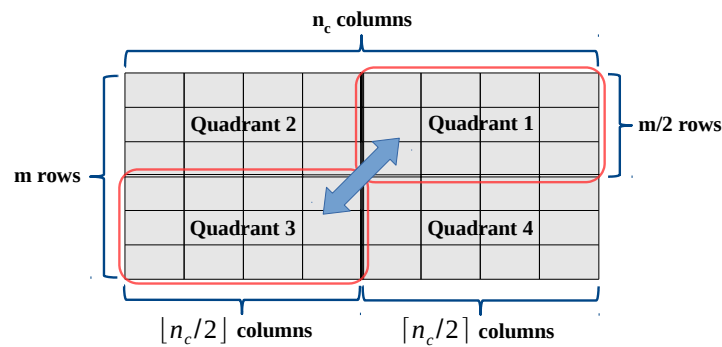 n_c columns
Quadrant 2
Quadrant 1
m/2 rows
m rows
Quadrant 3
Quadrant 4
⌊n_c/2⌋ columns
⌈n_c/2⌉ columns